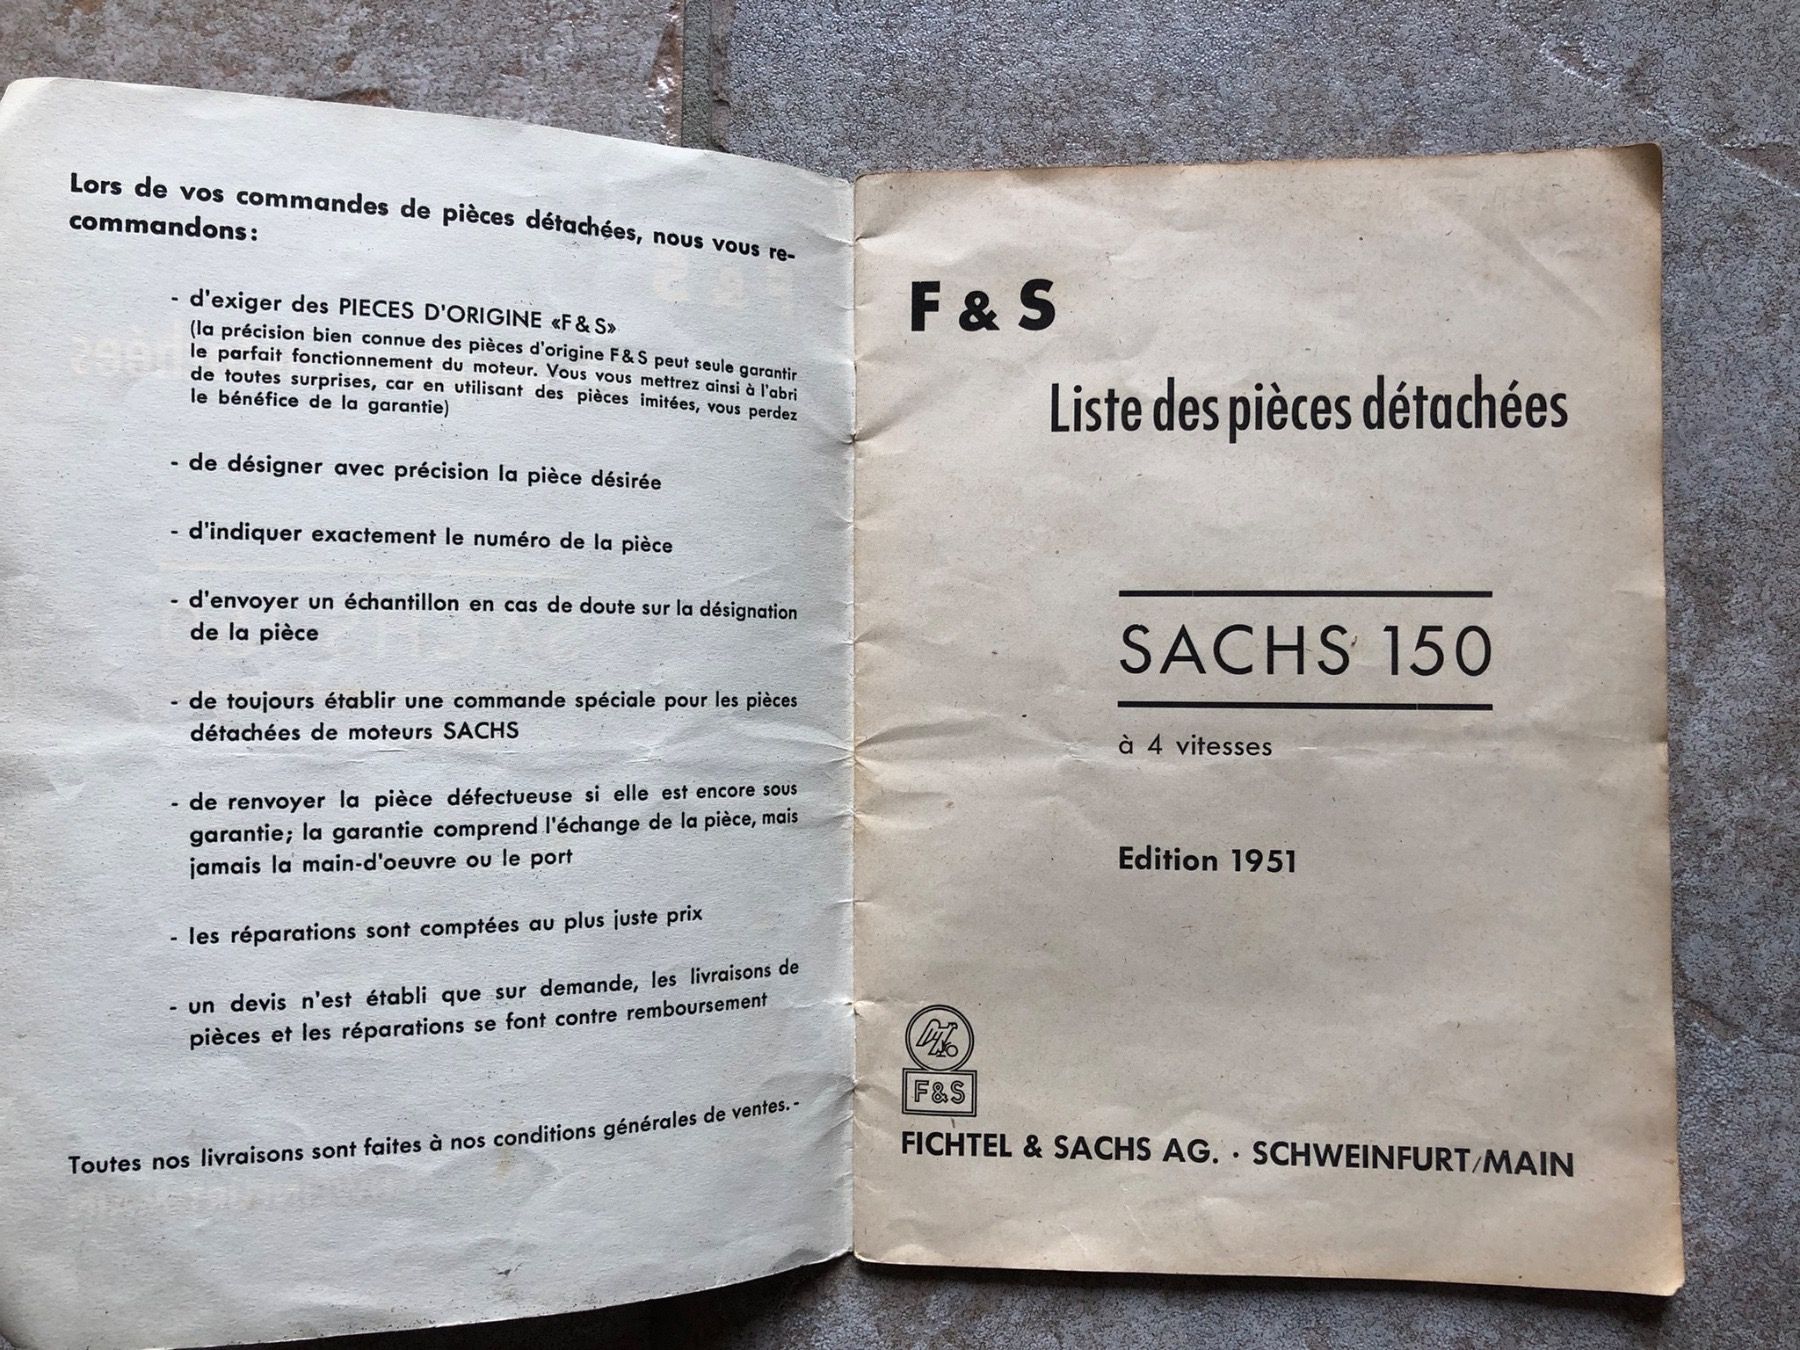 Lors de vos commandes de pièces détachées, nous vous re-
commandons:
- d'exiger des PIECES D'ORIGINE «F & S»
(la précision bien connue des pièces d'origine F & S peut seule garantir
le parfait fonctionnement du moteur. Vous vous mettrez ainsi à l'abri
de toutes surprises, car en utilisant des pièces imitées, vous perdez
le bénéfice de la garantie)
- de désigner avec précision la pièce désirée
- d'indiquer exactement le numéro de la pièce
- d'envoyer un échantillon en cas de doute sur la désignation
de la pièce
- de toujours établir une commande spéciale pour les pièces
détachées de moteurs SACHS
- de renvoyer la pièce défectueuse si elle est encore sous
garantie; la garantie comprend l'échange de la pièce, mais
jamais la main-d'oeuvre ou le port
- les réparations sont comptées au plus juste prix
- un devis n'est établi que sur demande, les livraisons de
pièces et les réparations se font contre remboursement
Toutes nos livraisons sont faites à nos conditions générales de ventes.-
F & S
Liste des pièces détachées
SACHS 150
à 4 vitesses
Edition 1951
F&S
FICHTEL & SACHS AG. · SCHWEINFURT/MAIN